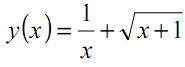 y(x) = 1/x + √(x+1)